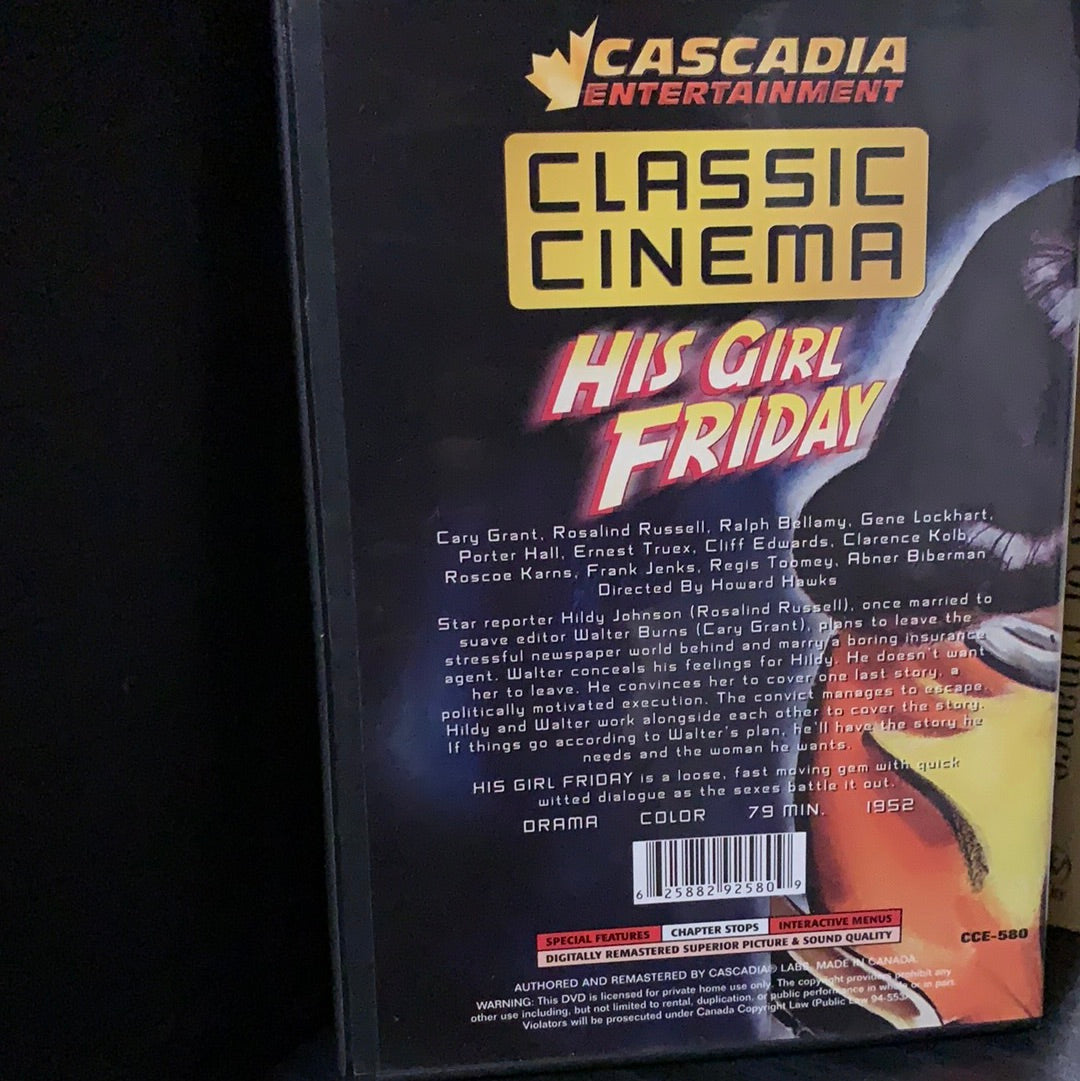 CASCADIA
ENTERTAINMENT
CLASSIC
CINEMA
HIS GIRL
FRIDAY
Cary Grant, Rosalind Russell, Ralph Bellamy, Gene Lockhart,
Porter Hall, Ernest Truex, Cliff Edwards, Clarence Kolb,
Roscoe Karns, Frank Jenks, Regis Toomey, Abner Biberman
Directed By Howard Hawks
Star reporter Hildy Johnson (Rosalind Russell), once married to
suave editor Walter Burns (Cary Grant), plans to leave the
stressful newspaper world behind and marry a boring insurance
agent. Walter conceals his feelings for Hildy. He doesn't want
her to leave. He convinces her to cover one last story, a
politically motivated execution. The convict manages to escape.
Hildy and Walter work alongside each other to cover the story.
If things go according to Walter's plan, he'll have the story he
needs and the woman he wants.
HIS GIRL FRIDAY is a loose, fast moving gem with quick
witted dialogue as the sexes battle it out.
DRAMA COLOR 79 MIN. 1952
6 25882 92580 9
SPECIAL FEATURES CHAPTER STOPS INTERACTIVE MENUS
DIGITALLY REMASTERED SUPERIOR PICTURE & SOUND QUALITY
CCE-580
AUTHORED AND REMASTERED BY CASCADIA® LABS. MADE IN CANADA.
WARNING: This DVD is licensed for private home use only. The copyright provides prohibit any
other use including, but not limited to rental, duplication, or public performance in whole or in part.
Violators will be prosecuted under Canada Copyright Law (Public Law 94-553)